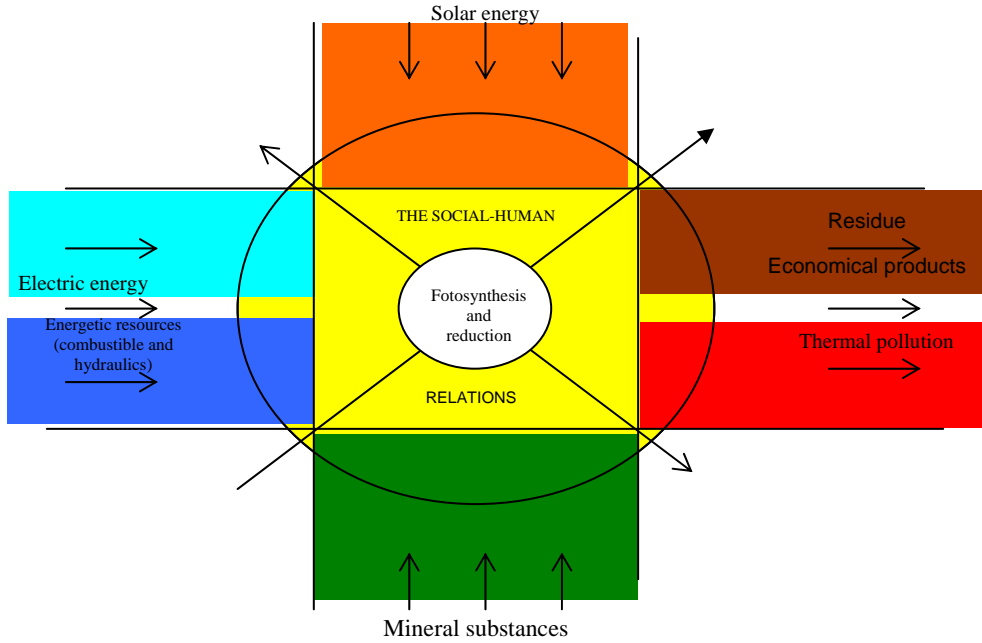 Solar energy
THE SOCIAL-HUMAN
Residue
Economical products
Electric energy
Fotosynthesis
and
reduction
Energetic resources
(combustible and
hydraulics)
Thermal pollution
RELATIONS
Mineral substances